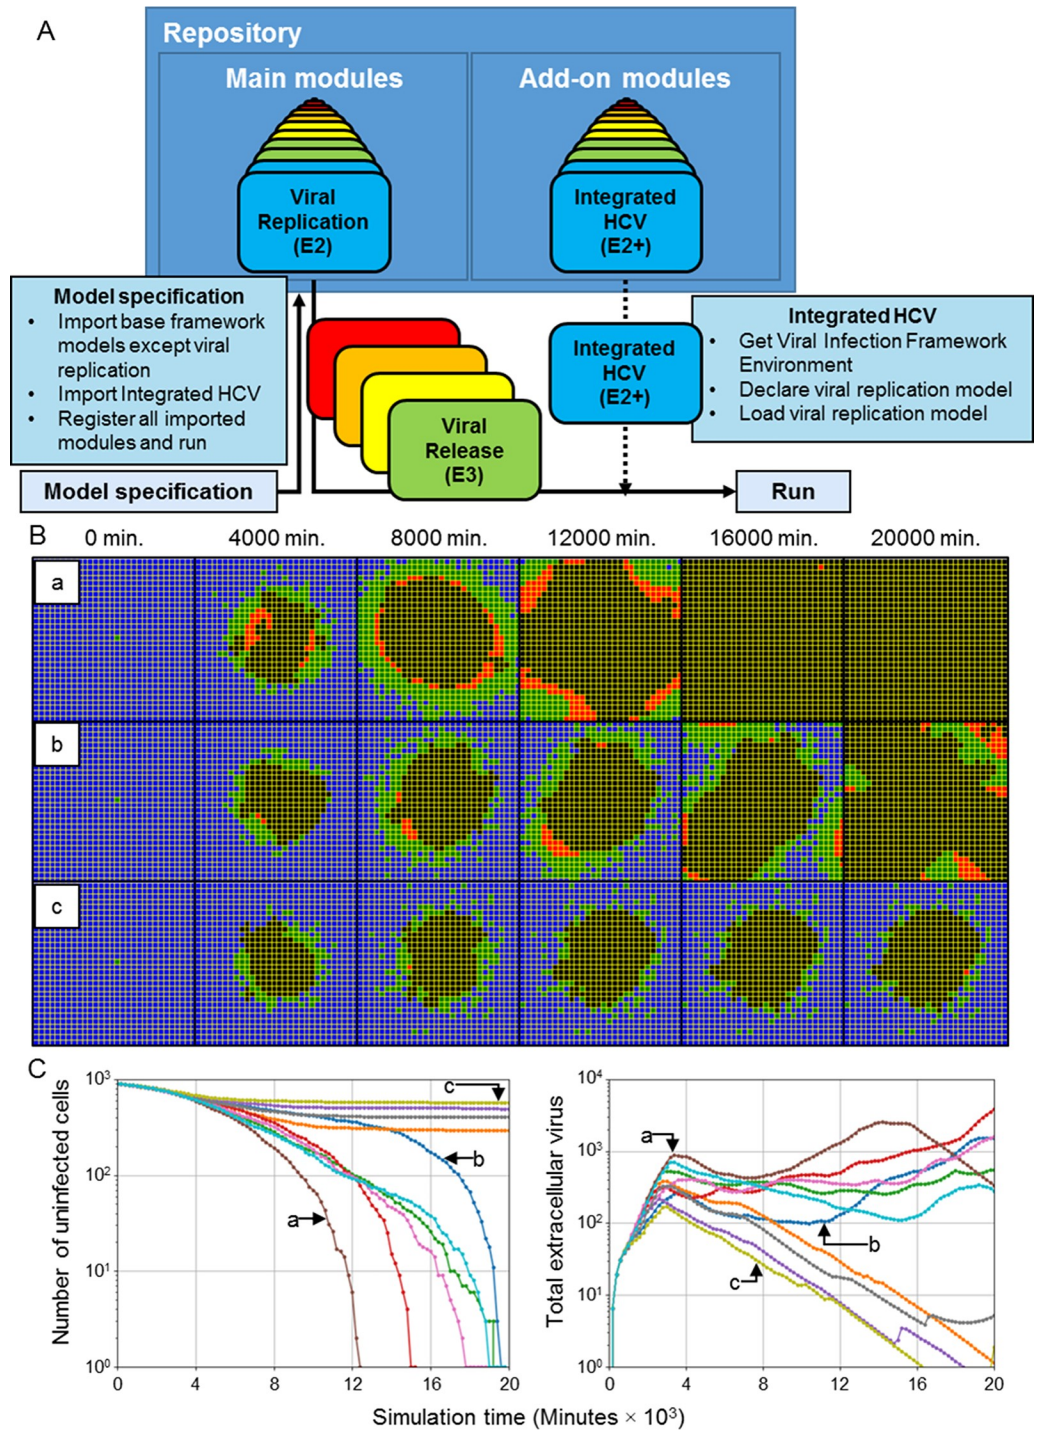 A
Repository
Main modules
Add-on modules
Viral
Replication
(E2)
Integrated
HCV
(E2+)
Model specification
• Import base framework
models except viral
replication
• Import Integrated HCV
• Register all imported
modules and run
Viral
Release
(E3)
Integrated
HCV
(E2+)
Integrated HCV
• Get Viral Infection Framework
Environment
• Declare viral replication model
• Load viral replication model
Model specification
Run
B
0 min.
4000 min.
8000 min.
12000 min.
16000 min.
20000 min.
a
b
c
C
Number of uninfected cells
10³
10²
10¹
10⁰
0
4
8
12
16
20
c
b
a
Total extracellular virus
10⁴
10³
10²
10¹
10⁰
0
4
8
12
16
20
a
b
c
Simulation time (Minutes × 10³)